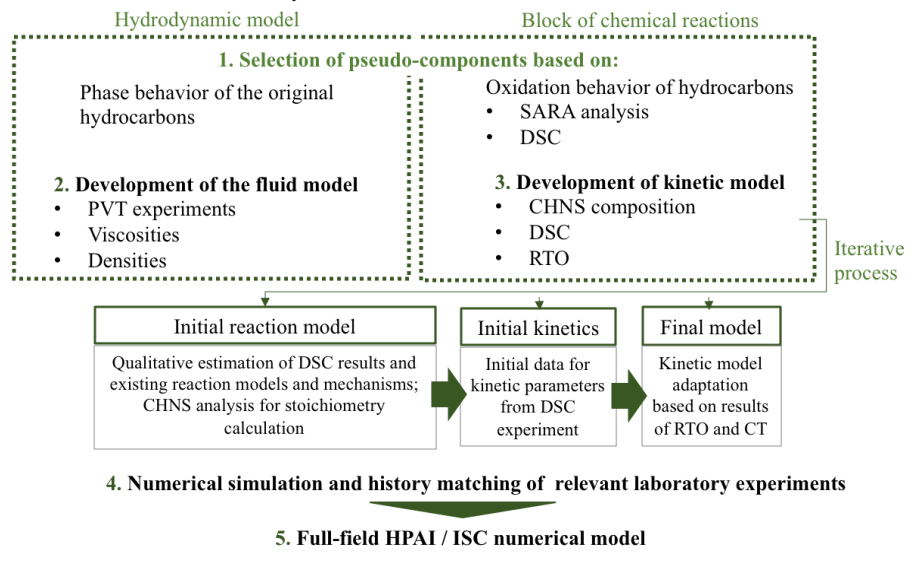 Hydrodynamic model
Block of chemical reactions
1. Selection of pseudo-components based on:
Phase behavior of the original
hydrocarbons
Oxidation behavior of hydrocarbons
• SARA analysis
• DSC
2. Development of the fluid model
• PVT experiments
• Viscosities
• Densities
3. Development of kinetic model
• CHNS composition
• DSC
• RTO
Iterative
process
Initial reaction model
Qualitative estimation of DSC results and
existing reaction models and mechanisms;
CHNS analysis for stoichiometry
calculation
Initial kinetics
Initial data for
kinetic parameters
from DSC
experiment
Final model
Kinetic model
adaptation
based on results
of RTO and CT
4. Numerical simulation and history matching of relevant laboratory experiments
5. Full-field HPAI / ISC numerical model